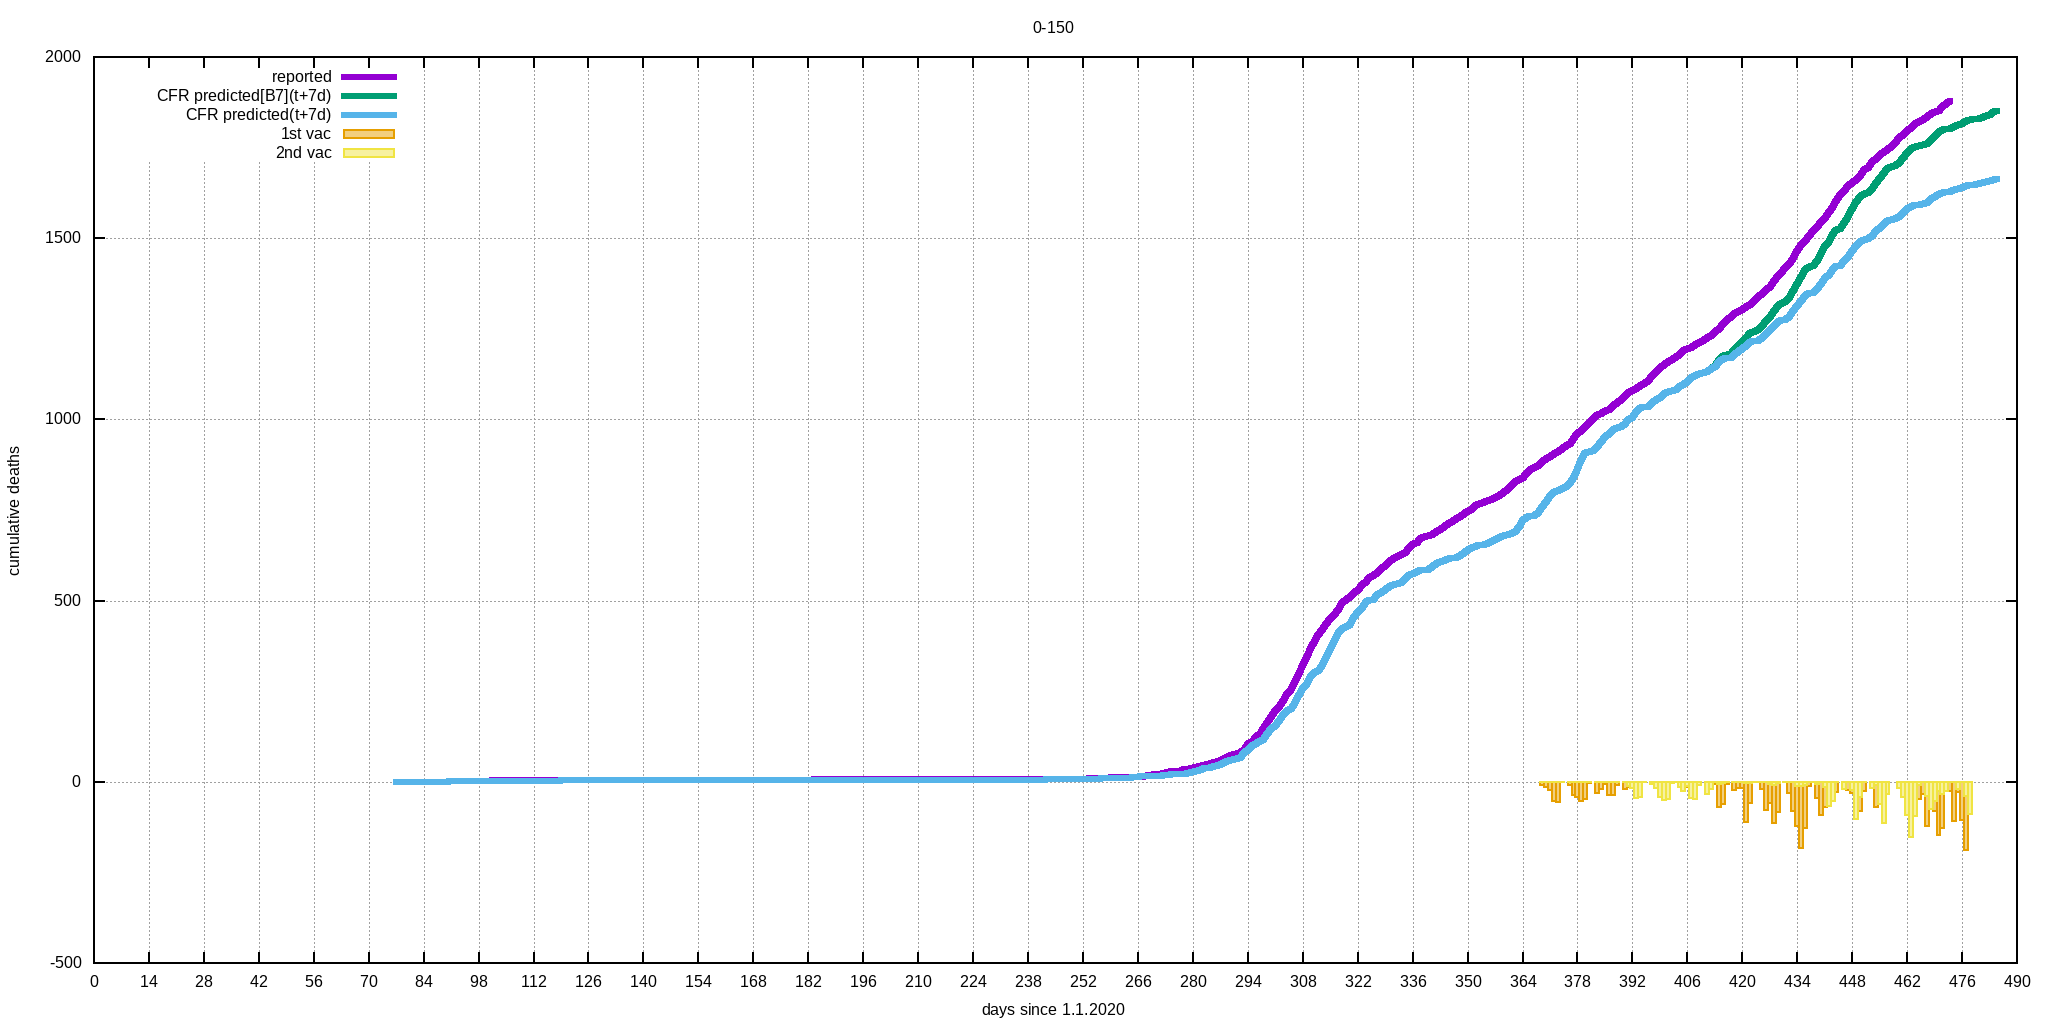 0-150
2000
1500
1000
500
0
-500
cumulative deaths
reported
CFR predicted[B7](t+7d)
CFR predicted(t+7d)
1st vac
2nd vac
0 14 28 42 56 70 84 98 112 126 140 154 168 182 196 210 224 238 252 266 280 294 308 322 336 350 364 378 392 406 420 434 448 462 476 490
days since 1.1.2020